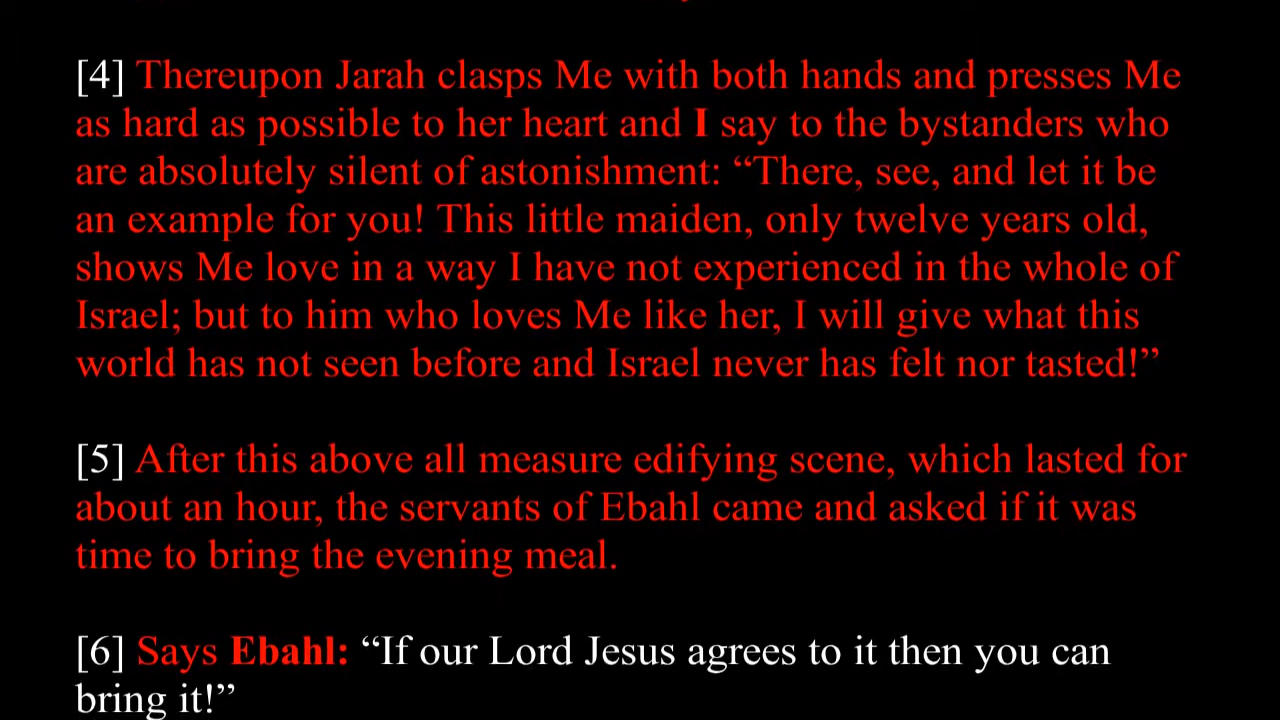 [4] Thereupon Jarah clasps Me with both hands and presses Me
as hard as possible to her heart and I say to the bystanders who
are absolutely silent of astonishment: “There, see, and let it be
an example for you! This little maiden, only twelve years old,
shows Me love in a way I have not experienced in the whole of
Israel; but to him who loves Me like her, I will give what this
world has not seen before and Israel never has felt nor tasted!”
[5] After this above all measure edifying scene, which lasted for
about an hour, the servants of Ebahl came and asked if it was
time to bring the evening meal.
[6] Says Ebahl: “If our Lord Jesus agrees to it then you can
bring it!”